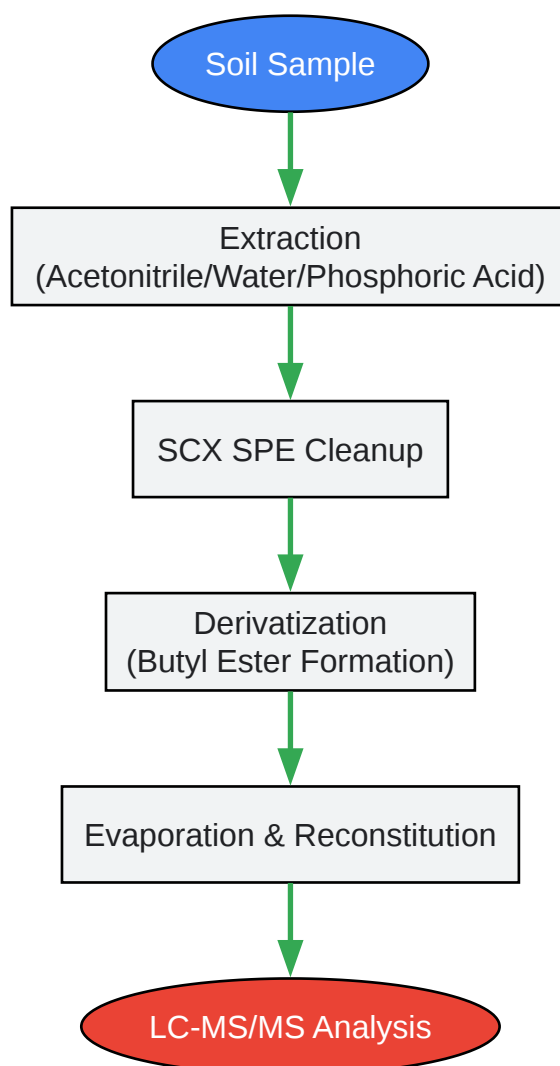 Soil Sample
Extraction
(Acetonitrile/Water/Phosphoric Acid)
SCX SPE Cleanup
Derivatization
(Butyl Ester Formation)
Evaporation & Reconstitution
LC-MS/MS Analysis